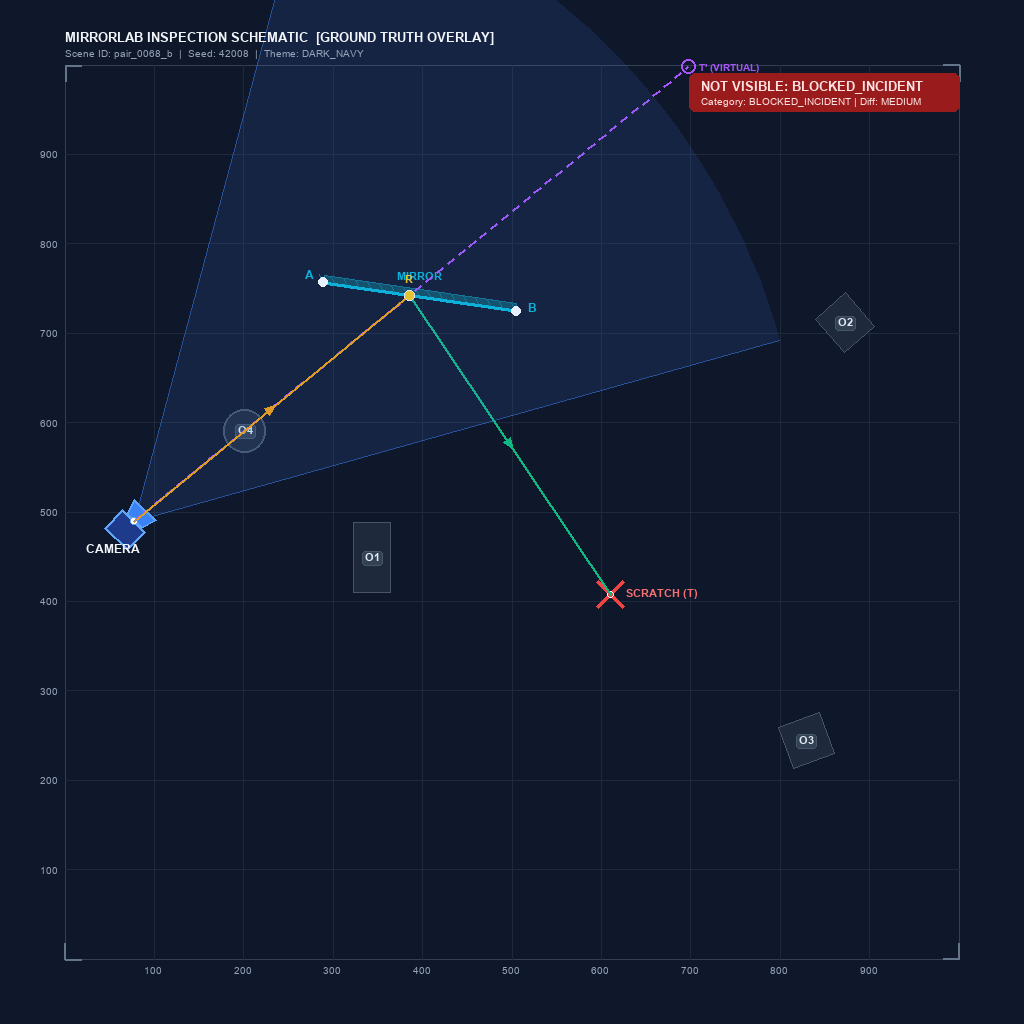 MIRRORLAB INSPECTION SCHEMATIC [GROUND TRUTH OVERLAY]
Scene ID: pair_0068_b | Seed: 42008 | Theme: DARK_NAVY
T' (VIRTUAL)
NOT VISIBLE: BLOCKED_INCIDENT
Category: BLOCKED_INCIDENT | Diff: MEDIUM
900
800
A
MIRROR
R
B
700
O2
600
O4
500
CAMERA
O1
400
SCRATCH (T)
300
O3
200
100
100 200 300 400 500 600 700 800 900